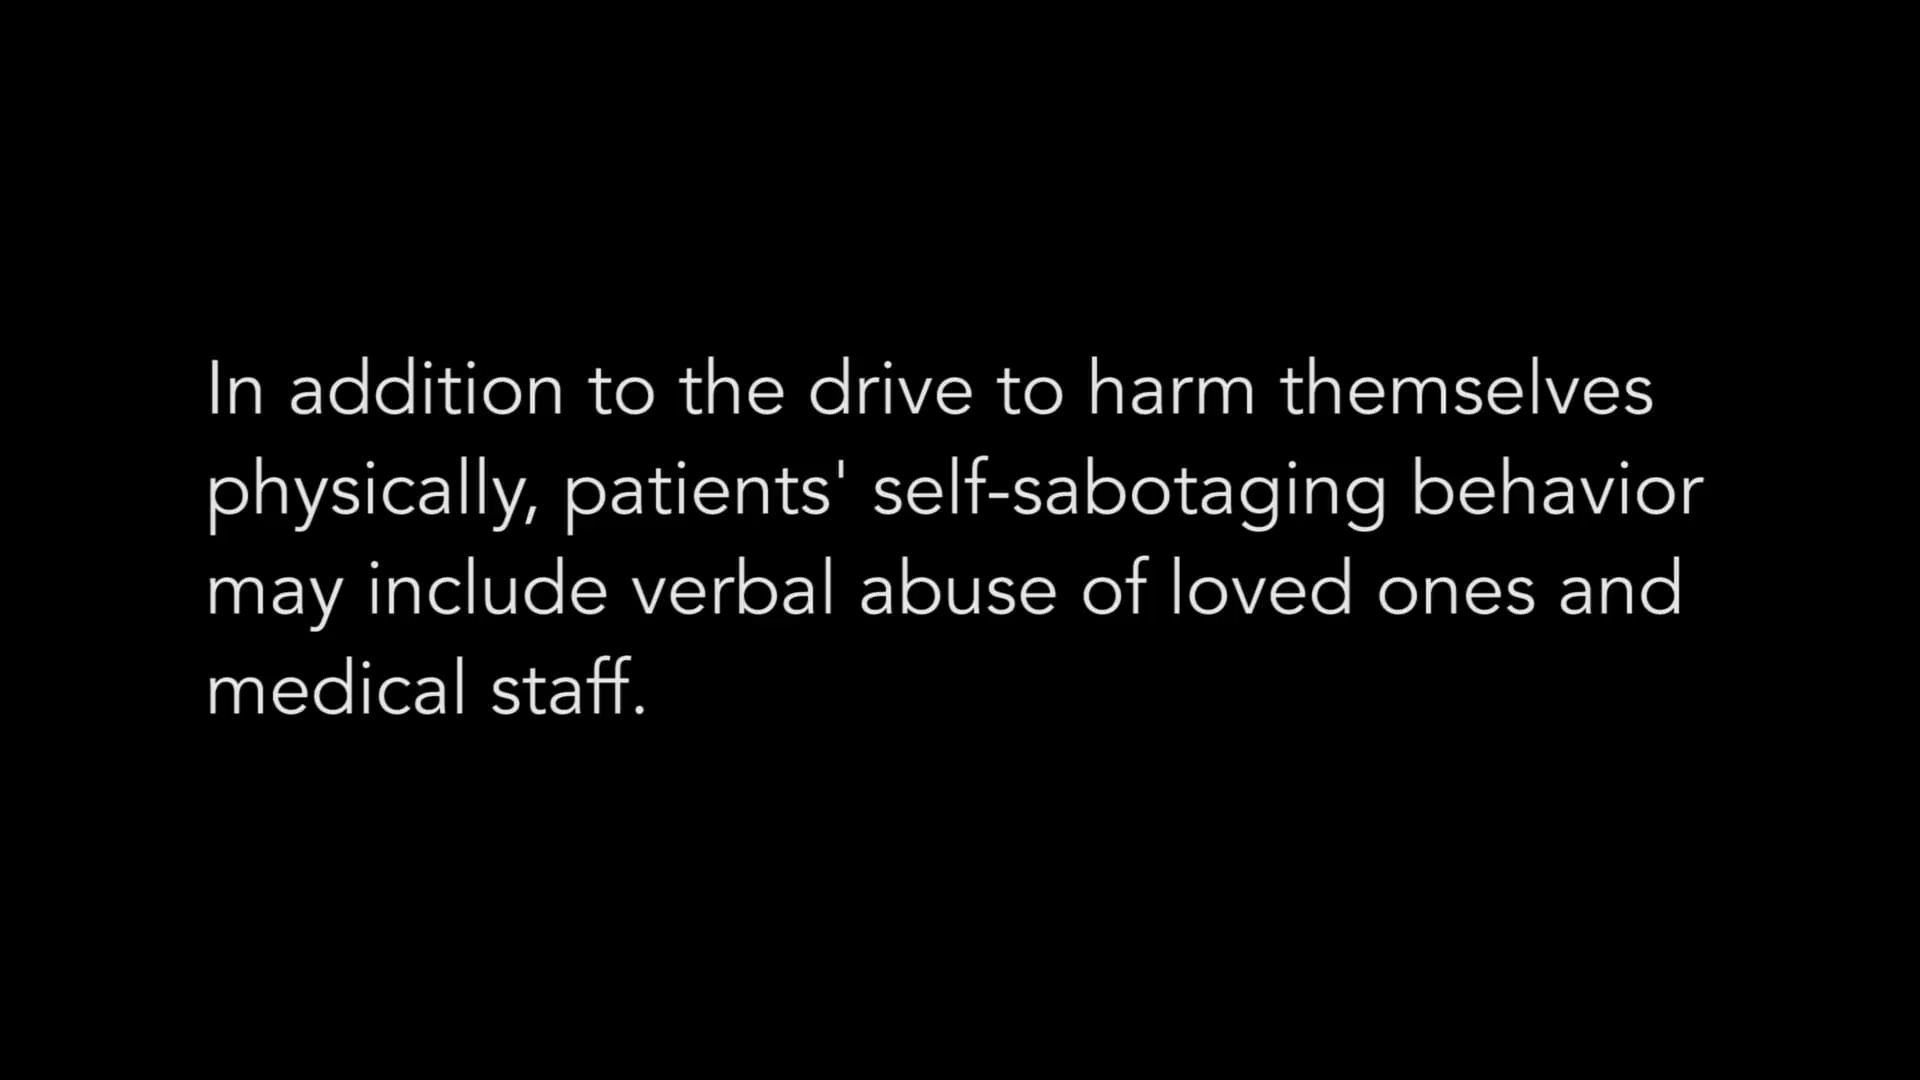 In addition to the drive to harm themselves
physically, patients' self-sabotaging behavior
may include verbal abuse of loved ones and
medical staff.